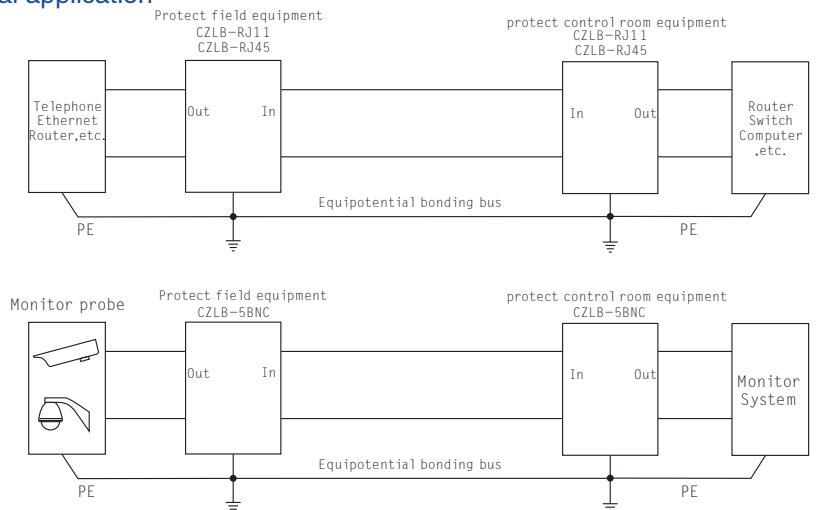 al application
Protect field equipment
CZLB-RJ11
CZLB-RJ45
protect control room equipment
CZLB-RJ11
CZLB-RJ45
Telephone
Ethernet
Router,etc.
Out
In
In
Out
Router
Switch
Computer
,etc.
Equipotential bonding bus
PE
PE
Monitor probe
Protect field equipment
CZLB-5BNC
protect control room equipment
CZLB-5BNC
Out
In
In
Out
Monitor
System
Equipotential bonding bus
PE
PE